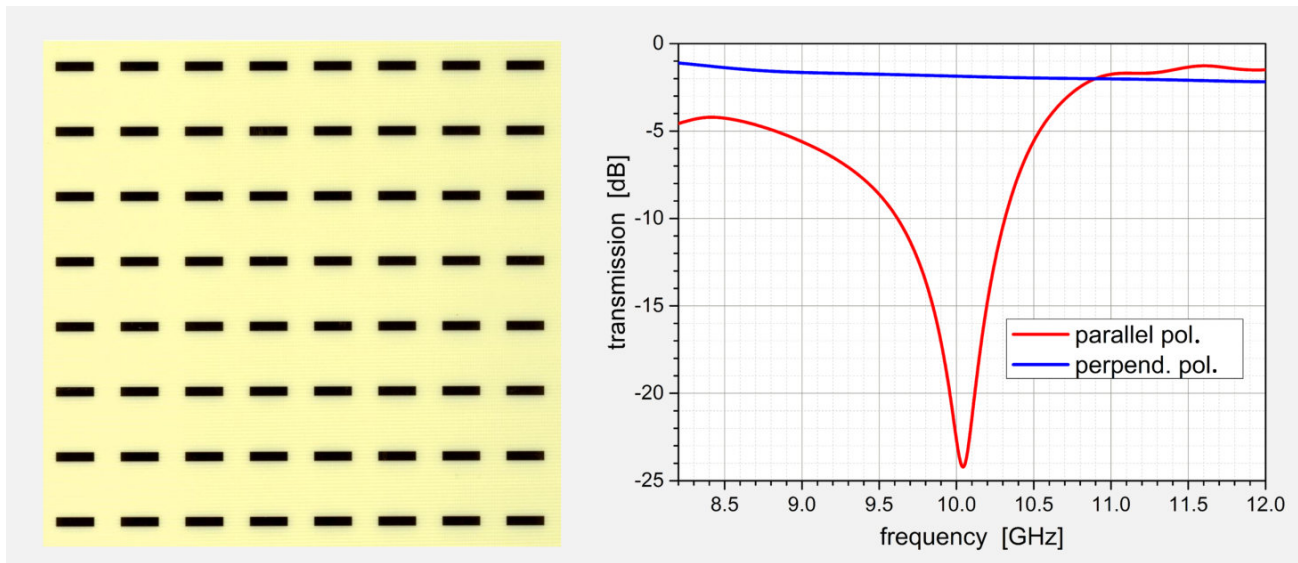 0
-5
-10
-15
-20
-25
transmission [dB]
parallel pol.
perpend. pol.
8.5 9.0 9.5 10.0 10.5 11.0 11.5 12.0
frequency [GHz]